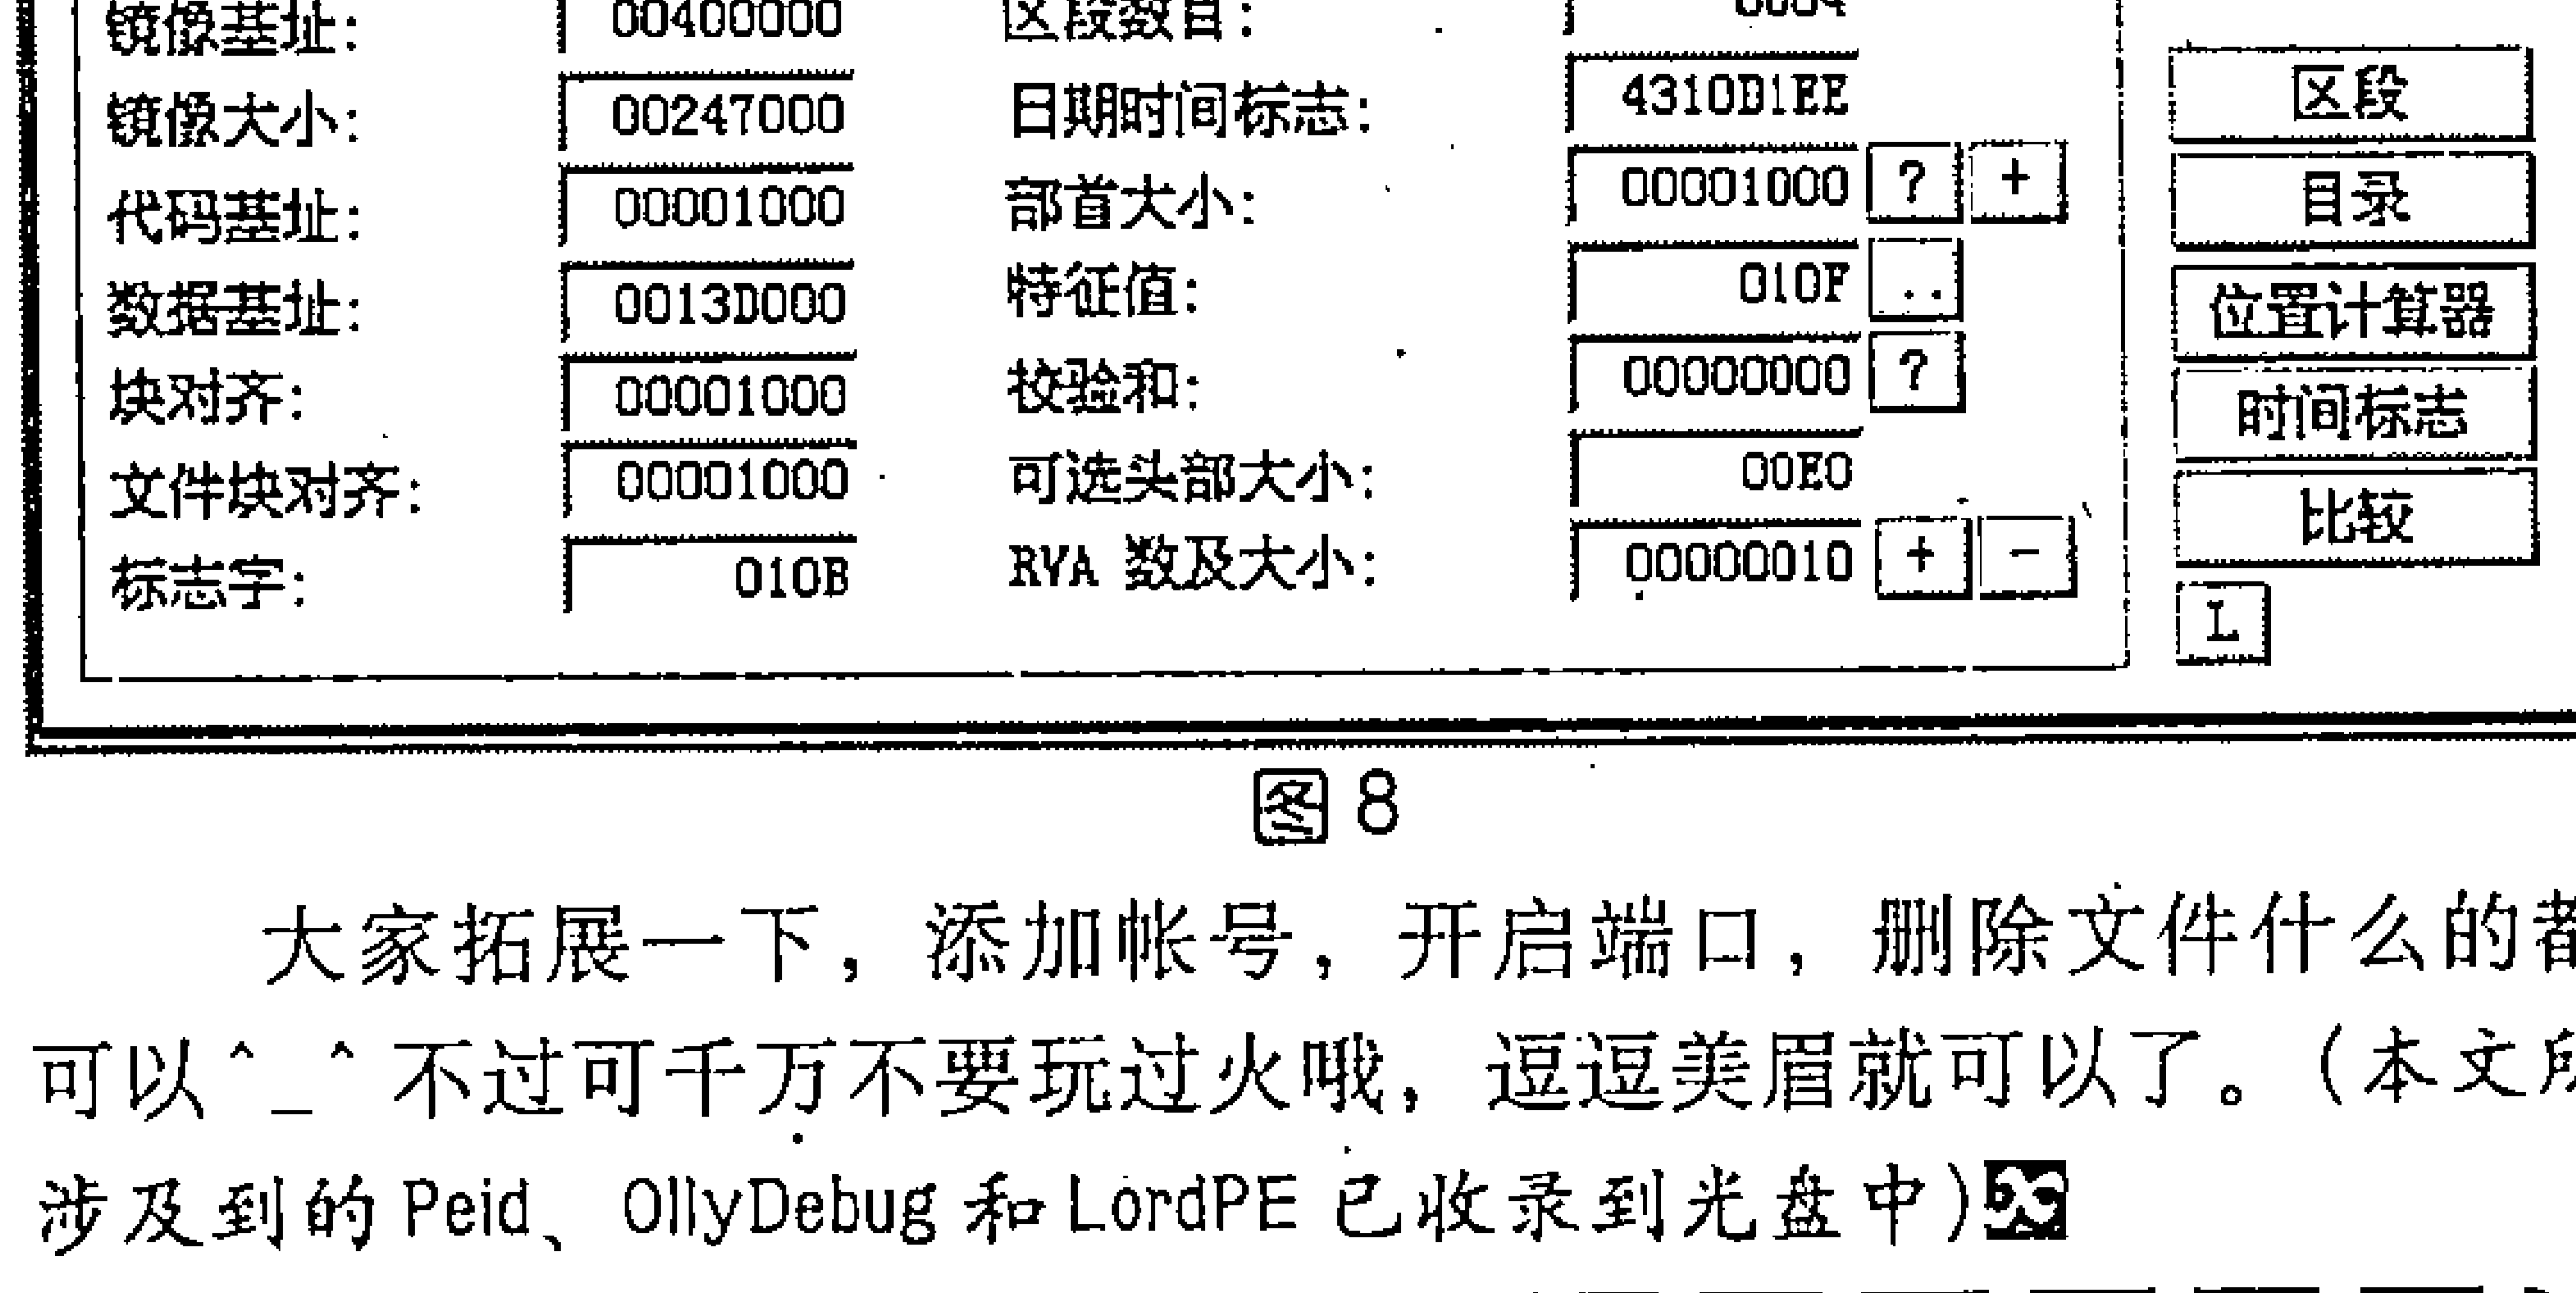 镜像基址: 00400000 区段数目: 0004
镜像大小: 00247000 日期时间标志: 4310D1EE 区段
代码基址: 00001000 部首大小: 00001000 ? + 目录
数据基址: 0013D000 特征值: 010F .. 位置计算器
块对齐: 00001000 校验和: 00000000 ? 时间标志
文件块对齐: 00001000 可选头部大小: 00E0 比较
标志字: 010B RVA 数及大小: 00000010 + - L
图 8
大家拓展一下，添加帐号，开启端口，删除文件什么的都
可以^_^不过可千万不要玩过火哦，逗逗美眉就可以了。(本文所
涉及到的 Peid、OllyDebug 和 LordPE 已收录到光盘中)